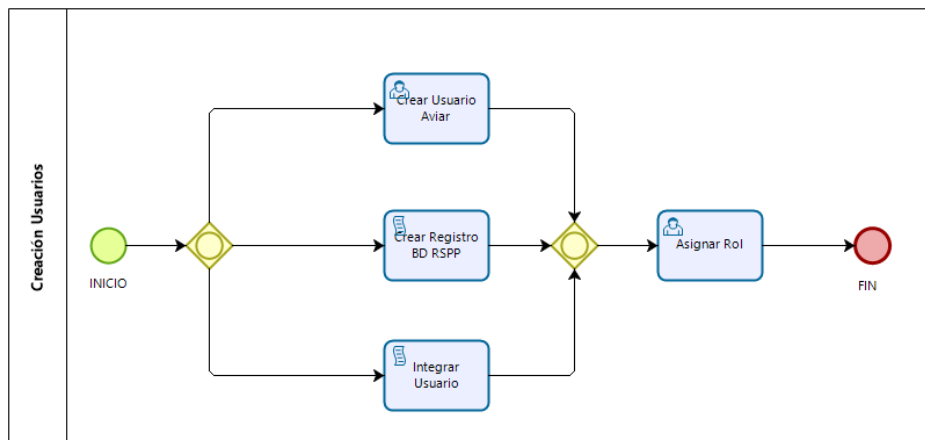 Creación Usuarios
INICIO
Crear Usuario
Aviar
Crear Registro
BD RSPP
Integrar
Usuario
Asignar Rol
FIN